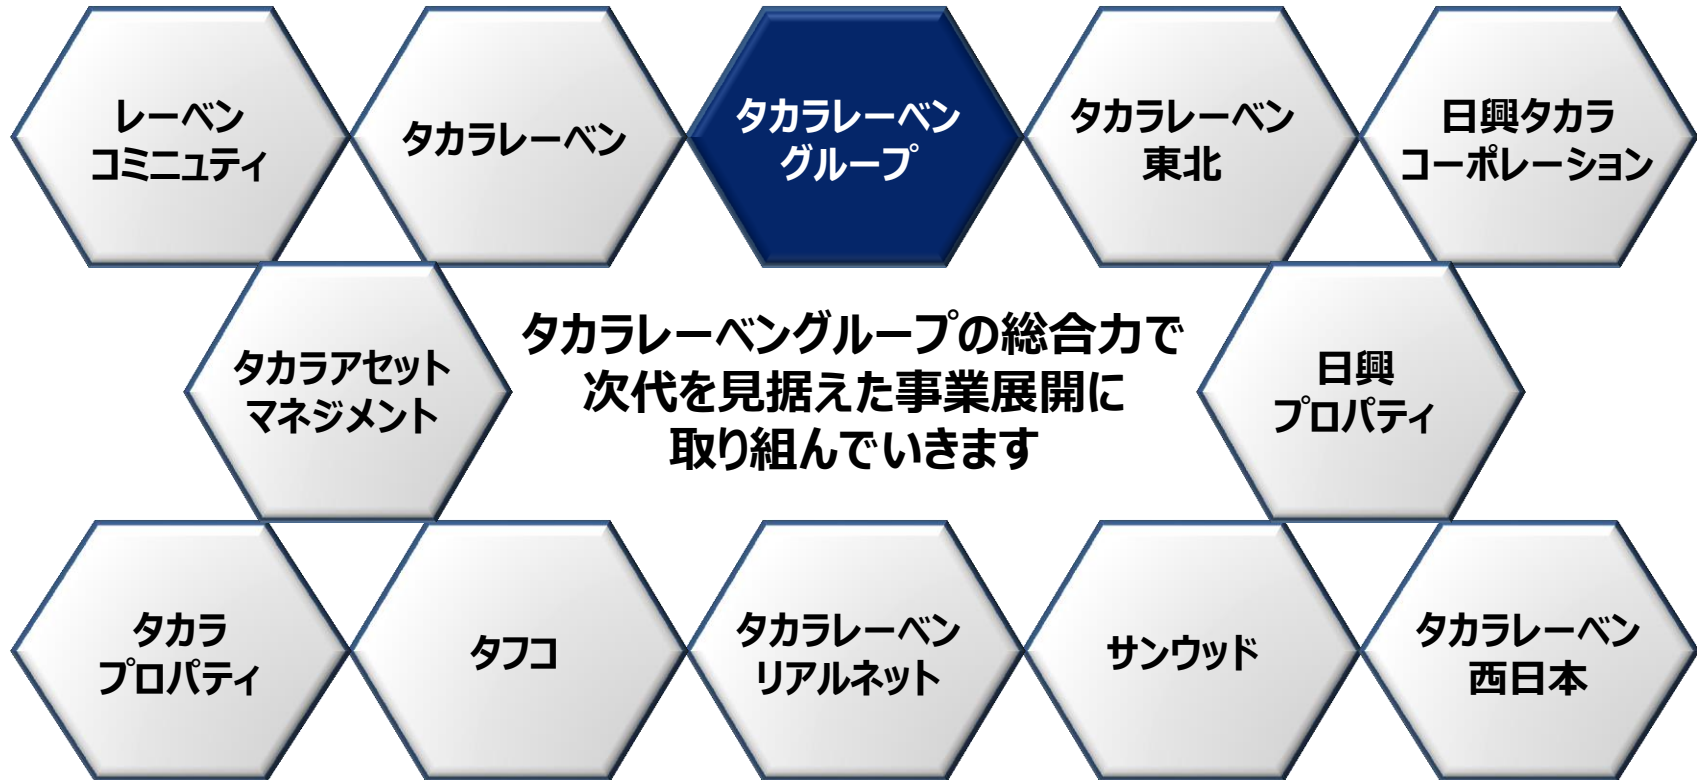 レーベン
コミニュティ
タカラレーベン
タカラレーベン
グループ
タカラレーベン
東北
日興タカラ
コーポレーション
タカラアセット
マネジメント
タカラレーベングループの総合力で
次代を見据えた事業展開に
取り組んでいきます
日興
プロパティ
タカラ
プロパティ
タフコ
タカラレーベン
リアルネット
サンウッド
タカラレーベン
西日本